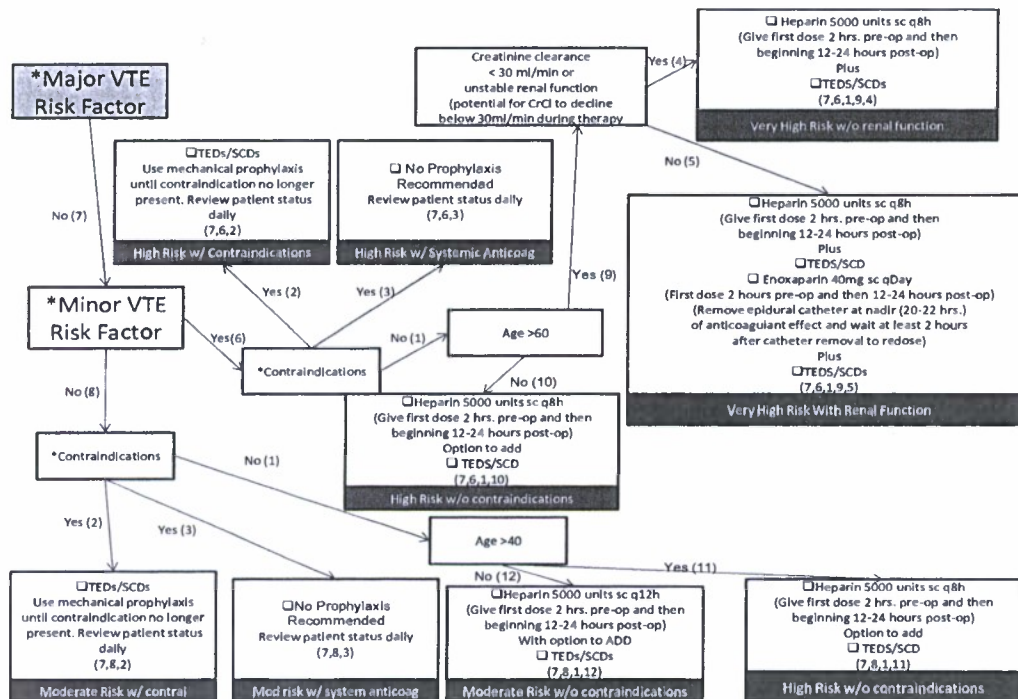 *Major VTE
Risk Factor
No (7)
*Minor VTE
Risk Factor
Yes(6)
No (8)
*Contraindications
Yes (2)
Yes (3)
No (1)
☐TEDs/SCDs
Use mechanical prophylaxis
until contraindication no longer
present. Review patient status
daily
(7,6,2)
High Risk w/ Contraindications
☐ No Prophylaxis
Recommended
Review patient status daily
(7,6,3)
High Risk w/ Systemic Anticoag
Yes (2)
Yes (3)
*Contraindications
No (1)
Age >60
Yes (9)
No (10)
Creatinine clearance
< 30 ml/min or
unstable renal function
(potential for CrCl to decline
below 30ml/min during therapy
Yes (4)
No (5)
☐ Heparin 5000 units sc q8h
(Give first dose 2 hrs. pre-op and then
beginning 12-24 hours post-op)
Plus
☐TEDS/SCDs
(7,6,1,9,4)
Very High Risk w/o renal function
☐ Heparin 5000 units sc q8h
(Give first dose 2 hrs. pre-op and then
beginning 12-24 hours post-op)
Plus
☐TEDS/SCD
☐ Enoxaparin 40mg sc qDay
(First dose 2 hours pre-op and then 12-24 hours post-op)
(Remove epidural catheter at nadir (20-22 hrs.)
of anticoagulant effect and wait at least 2 hours
after catheter removal to redose)
Plus
☐TEDS/SCDs
(7,6,1,9,5)
Very High Risk With Renal Function
☐Heparin 5000 units sc q8h
(Give first dose 2 hrs. pre-op and then
beginning 12-24 hours post-op)
Option to add
☐ TEDS/SCD
(7,6,1,10)
High Risk w/o contraindications
Age >40
No (12)
Yes (11)
☐TEDS/SCDs
Use mechanical prophylaxis
until contraindication no longer
present. Review patient status
daily
(7,8,2)
Moderate Risk w/ contrai
☐No Prophylaxis
Recommended
Review patient status daily
(7,8,3)
Mod risk w/ system anticoag
☐Heparin 5000 units sc q12h
(Give first dose 2 hrs. pre-op and then
beginning 12-24 hours post-op)
With option to ADD
☐ TEDS/SCDs
(7,8,1,12)
Moderate Risk w/o contraindications
☐Heparin 5000 units sc q8h
(Give first dose 2 hrs. pre-op and then
beginning 12-24 hours post-op)
Option to add
☐ TEDS/SCDs
(7,8,1,11)
High Risk w/o contraindications